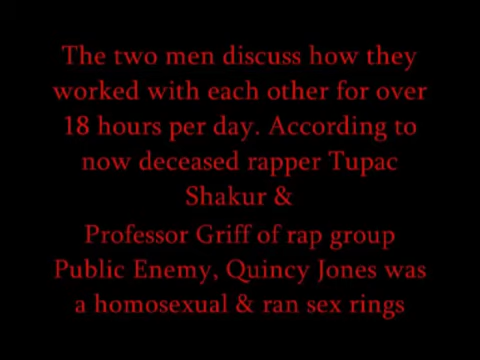 The two men discuss how they
worked with each other for over
18 hours per day. According to
now deceased rapper Tupac
Shakur &
Professor Griff of rap group
Public Enemy, Quincy Jones was
a homosexual & ran sex rings